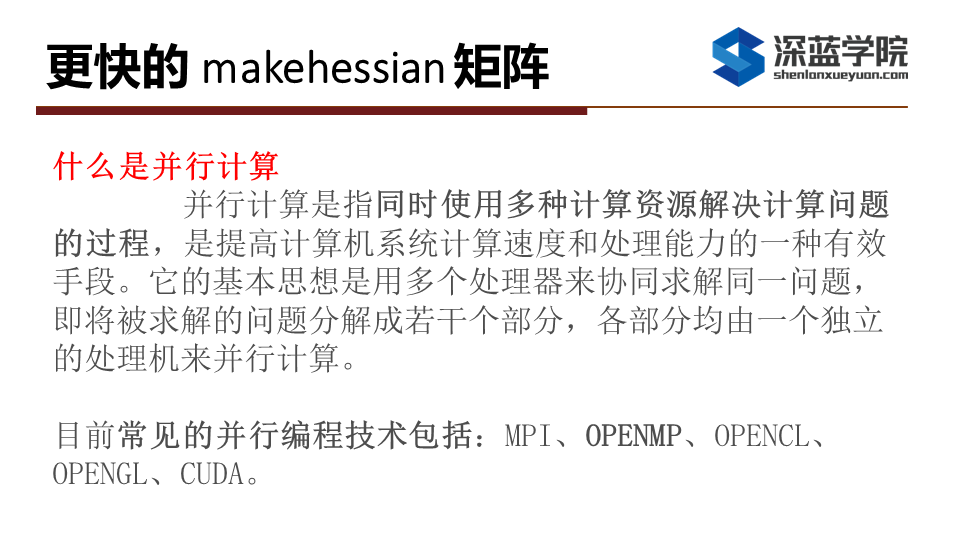 更快的 makehessian 矩阵
深蓝学院
shenlanxueyuan.com
什么是并行计算
并行计算是指同时使用多种计算资源解决计算问题
的过程，是提高计算机系统计算速度和处理能力的一种有效
手段。它的基本思想是用多个处理器来协同求解同一问题，
即将被求解的问题分解成若干个部分，各部分均由一个独立
的处理机来并行计算。
目前常见的并行编程技术包括：MPI、OPENMP、OPENCL、
OPENGL、CUDA。